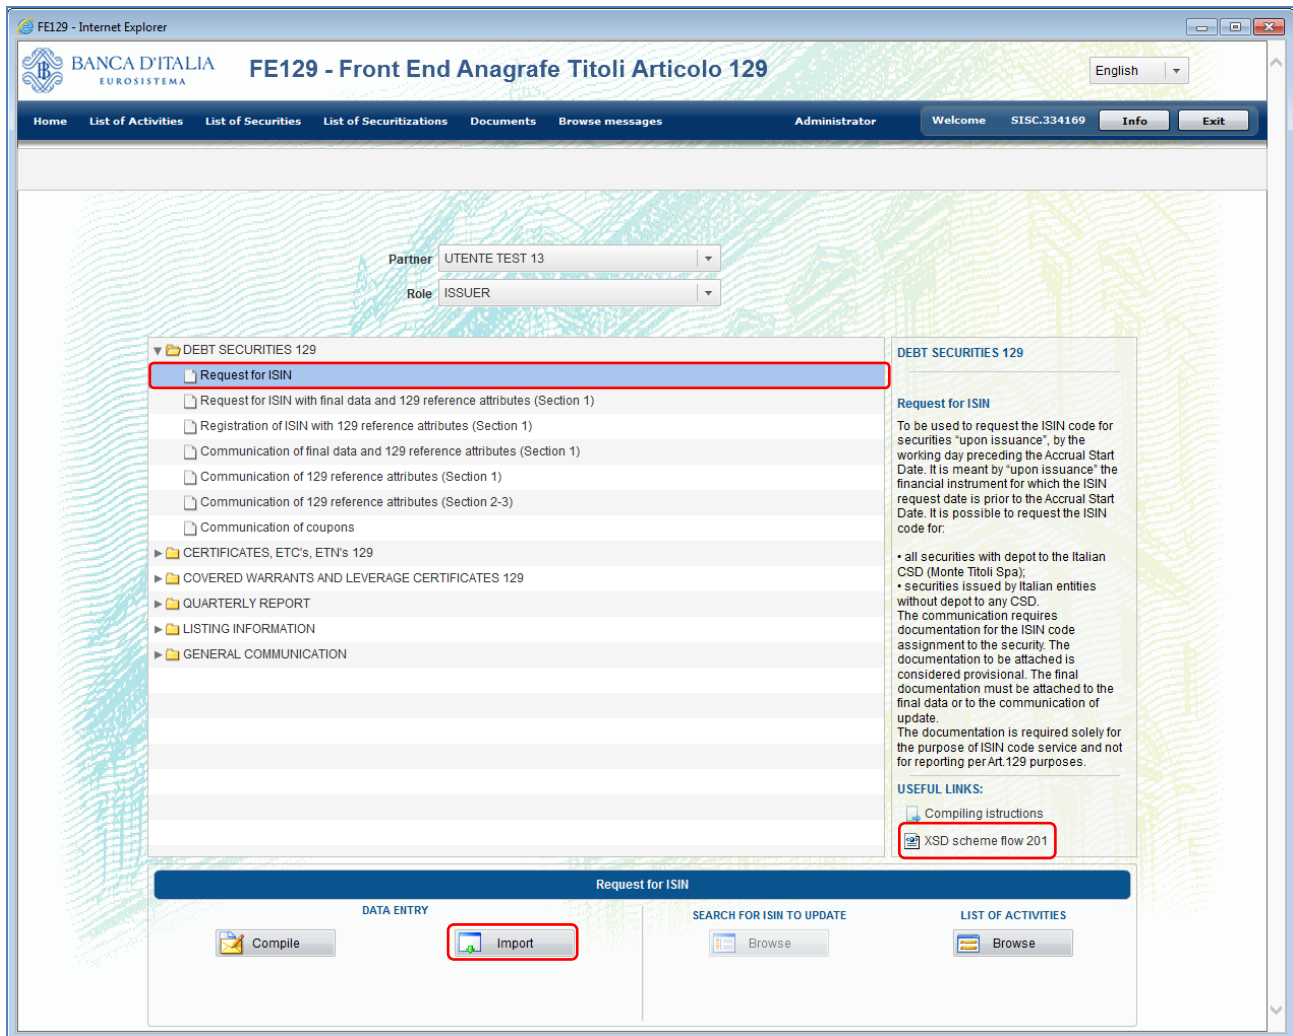 FE129 - Internet Explorer
BANCA D'ITALIA
EUROSISTEMA
FE129 - Front End Anagrafe Titoli Articolo 129
English
Home List of Activities List of Securities List of Securitizations Documents Browse messages Administrator Welcome SISC.334169 Info Exit
Partner UTENTE TEST 13
Role ISSUER
DEBT SECURITIES 129
Request for ISIN
Request for ISIN with final data and 129 reference attributes (Section 1)
Registration of ISIN with 129 reference attributes (Section 1)
Communication of final data and 129 reference attributes (Section 1)
Communication of 129 reference attributes (Section 1)
Communication of 129 reference attributes (Section 2-3)
Communication of coupons
CERTIFICATES, ETC's, ETN's 129
COVERED WARRANTS AND LEVERAGE CERTIFICATES 129
QUARTERLY REPORT
LISTING INFORMATION
GENERAL COMMUNICATION
DEBT SECURITIES 129
Request for ISIN
To be used to request the ISIN code for
securities “upon issuance”, by the
working day preceding the Accrual Start
Date. It is meant by “upon issuance” the
financial instrument for which the ISIN
request date is prior to the Accrual Start
Date. It is possible to request the ISIN
code for:
• all securities with depot to the Italian
CSD (Monte Titoli Spa);
• securities issued by Italian entities
without depot to any CSD.
The communication requires
documentation for the ISIN code
assignment to the security. The
documentation to be attached is
considered provisional. The final
documentation must be attached to the
final data or to the communication of
update.
The documentation is required solely for
the purpose of ISIN code service and not
for reporting per Art.129 purposes.
USEFUL LINKS:
Compiling istructions
XSD scheme flow 201
Request for ISIN
DATA ENTRY
Compile Import
SEARCH FOR ISIN TO UPDATE
Browse
LIST OF ACTIVITIES
Browse